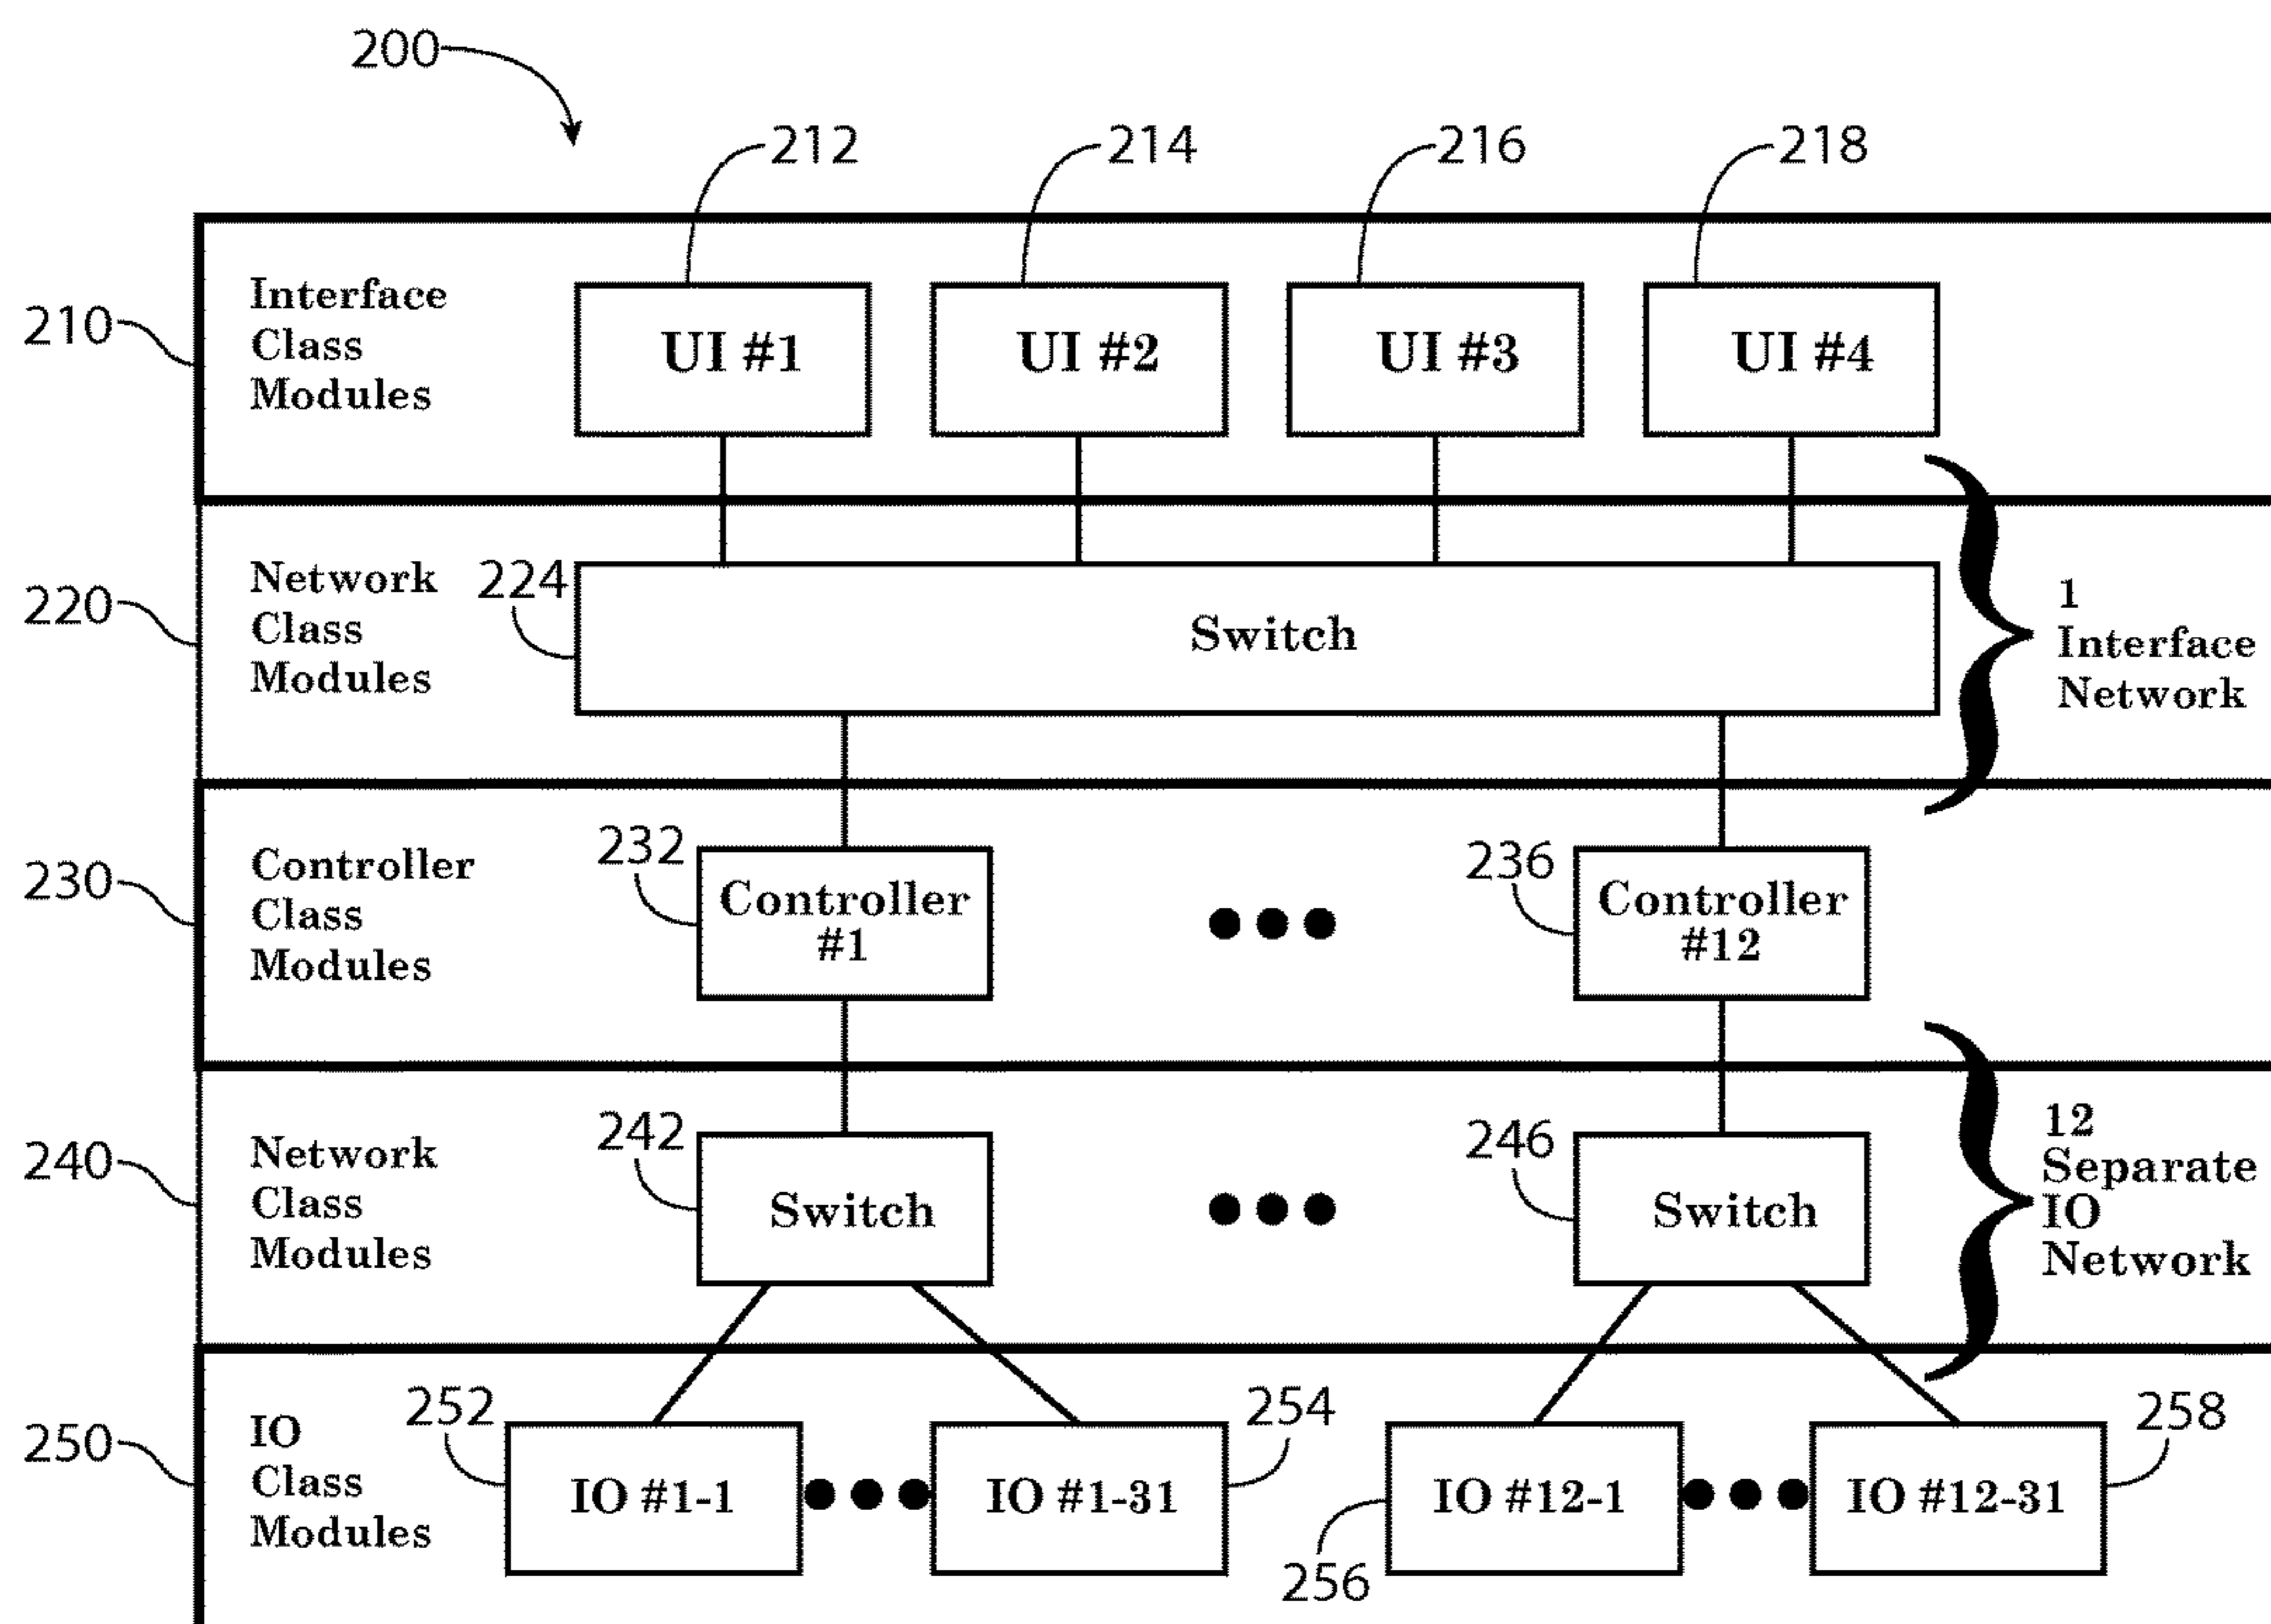 200
212
214
216
218
210
Interface
Class
Modules
UI #1
UI #2
UI #3
UI #4
220
Network
Class
Modules
224
Switch
1
Interface
Network
230
Controller
Class
Modules
232
Controller
#1
236
Controller
#12
240
Network
Class
Modules
242
Switch
246
Switch
12
Separate
IO
Network
250
IO
Class
Modules
252
IO #1-1
IO #1-31
254
256
IO #12-1
IO #12-31
258